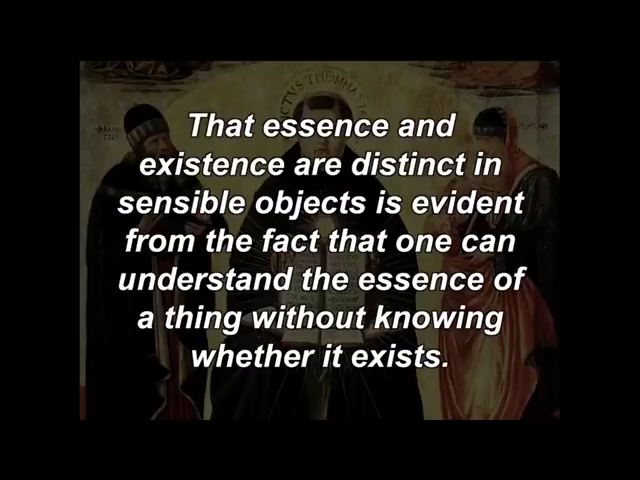 That essence and
existence are distinct in
sensible objects is evident
from the fact that one can
understand the essence of
a thing without knowing
whether it exists.